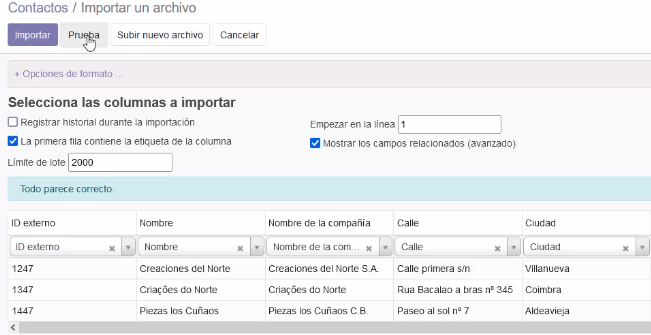 Contactos / Importar un archivo
Importar Prueba Subir nuevo archivo Cancelar
+ Opciones de formato ...
Selecciona las columnas a importar
Registrar historial durante la importación
Empezar en la línea 1
La primera fila contiene la etiqueta de la columna
Mostrar los campos relacionados (avanzado)
Límite de lote 2000
Todo parece correcto.
ID externo Nombre Nombre de la compañía Calle Ciudad
ID externo Nombre Nombre de la com... Calle Ciudad
1247 Creaciones del Norte Creaciones del Norte S.A. Calle primera s/n Villanueva
1347 Criações do Norte Criações do Norte Rua Bacalao a bras nº 345 Coimbra
1447 Piezas los Cuñaos Piezas los Cuñaos C.B. Paseo al sol nº 7 Aldeavieja